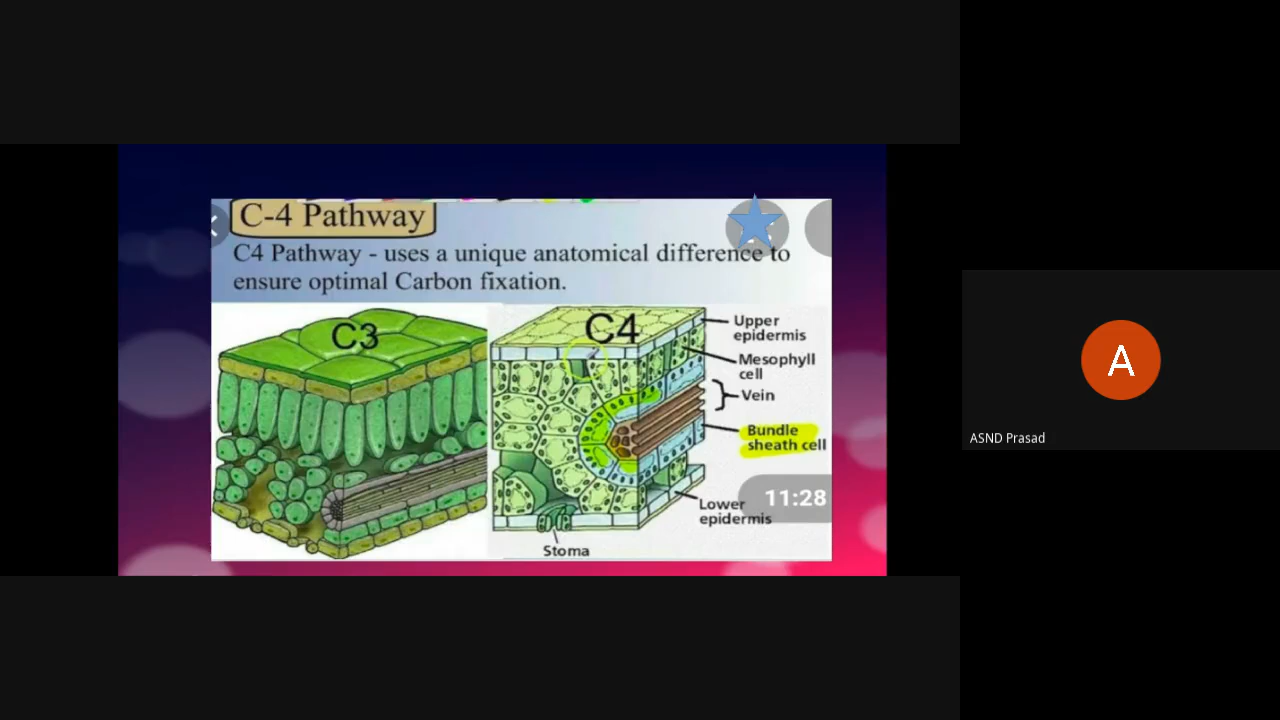 C-4 Pathway
C4 Pathway - uses a unique anatomical difference to
ensure optimal Carbon fixation.
C3
C4
Upper
epidermis
Mesophyll
cell
Vein
Bundle
sheath cell
11:28
Lower
epidermis
Stoma
A
ASND Prasad